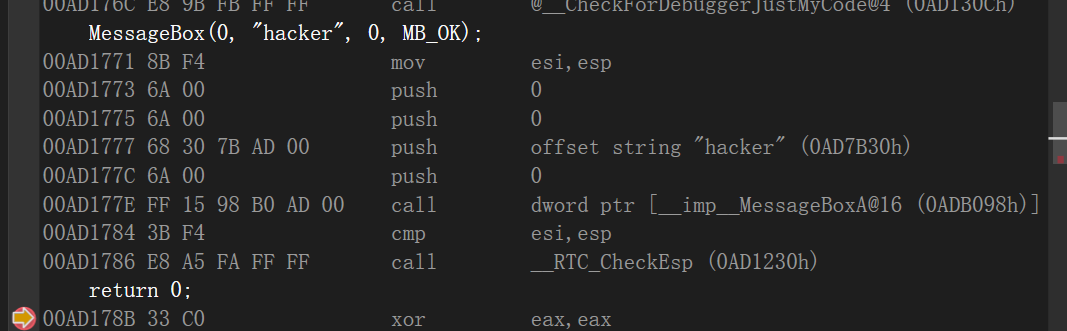 00AD176C E8 9B FB FF FF call @__CheckForDebuggerJustMyCode@4 (0AD130Ch)
MessageBox(0, "hacker", 0, MB_OK);
00AD1771 8B F4 mov esi,esp
00AD1773 6A 00 push 0
00AD1775 6A 00 push 0
00AD1777 68 30 7B AD 00 push offset string "hacker" (0AD7B30h)
00AD177C 6A 00 push 0
00AD177E FF 15 98 B0 AD 00 call dword ptr [__imp__MessageBoxA@16 (0ADB098h)]
00AD1784 3B F4 cmp esi,esp
00AD1786 E8 A5 FA FF FF call __RTC_CheckEsp (0AD1230h)
return 0;
00AD178B 33 C0 xor eax,eax